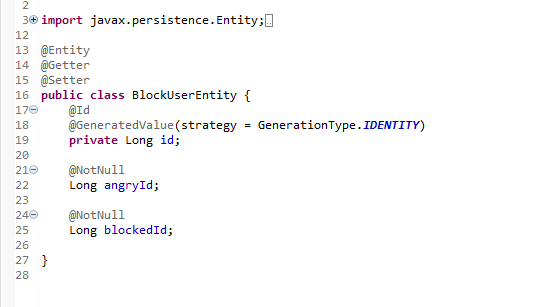 2
3 import javax.persistence.Entity;
12
13 @Entity
14 @Getter
15 @Setter
16 public class BlockUserEntity {
17 @Id
18 @GeneratedValue(strategy = GenerationType.IDENTITY)
19 private Long id;
20
21 @NotNull
22 Long angryId;
23
24 @NotNull
25 Long blockedId;
26
27 }
28